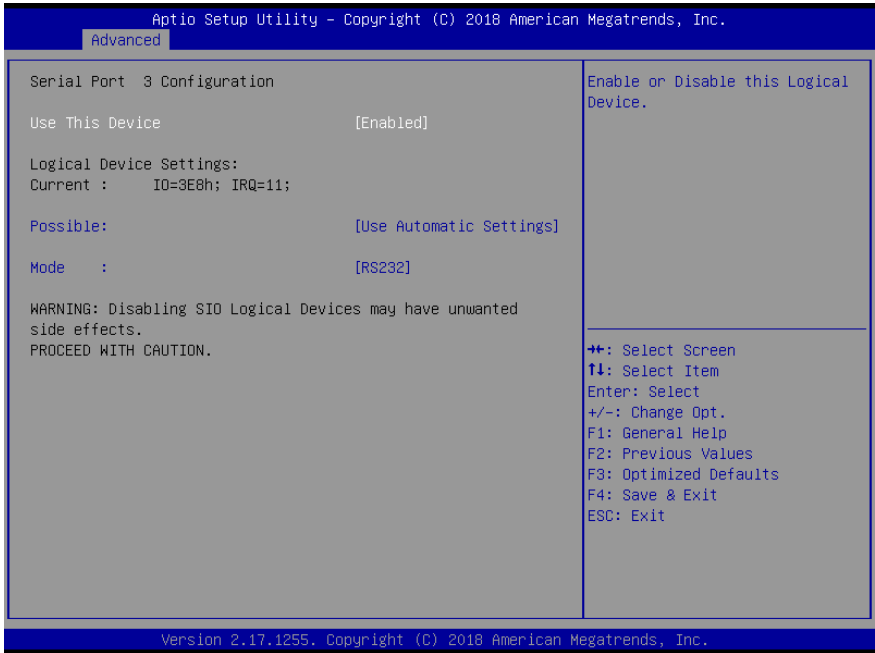 Aptio Setup Utility – Copyright (C) 2018 American Megatrends, Inc.
Advanced
Serial Port 3 Configuration
Use This Device [Enabled]
Logical Device Settings:
Current : IO=3E8h; IRQ=11;
Possible: [Use Automatic Settings]
Mode : [RS232]
WARNING: Disabling SIO Logical Devices may have unwanted
side effects.
PROCEED WITH CAUTION.
Enable or Disable this Logical
Device.
→←: Select Screen
↑↓: Select Item
Enter: Select
+/-: Change Opt.
F1: General Help
F2: Previous Values
F3: Optimized Defaults
F4: Save & Exit
ESC: Exit
Version 2.17.1255. Copyright (C) 2018 American Megatrends, Inc.